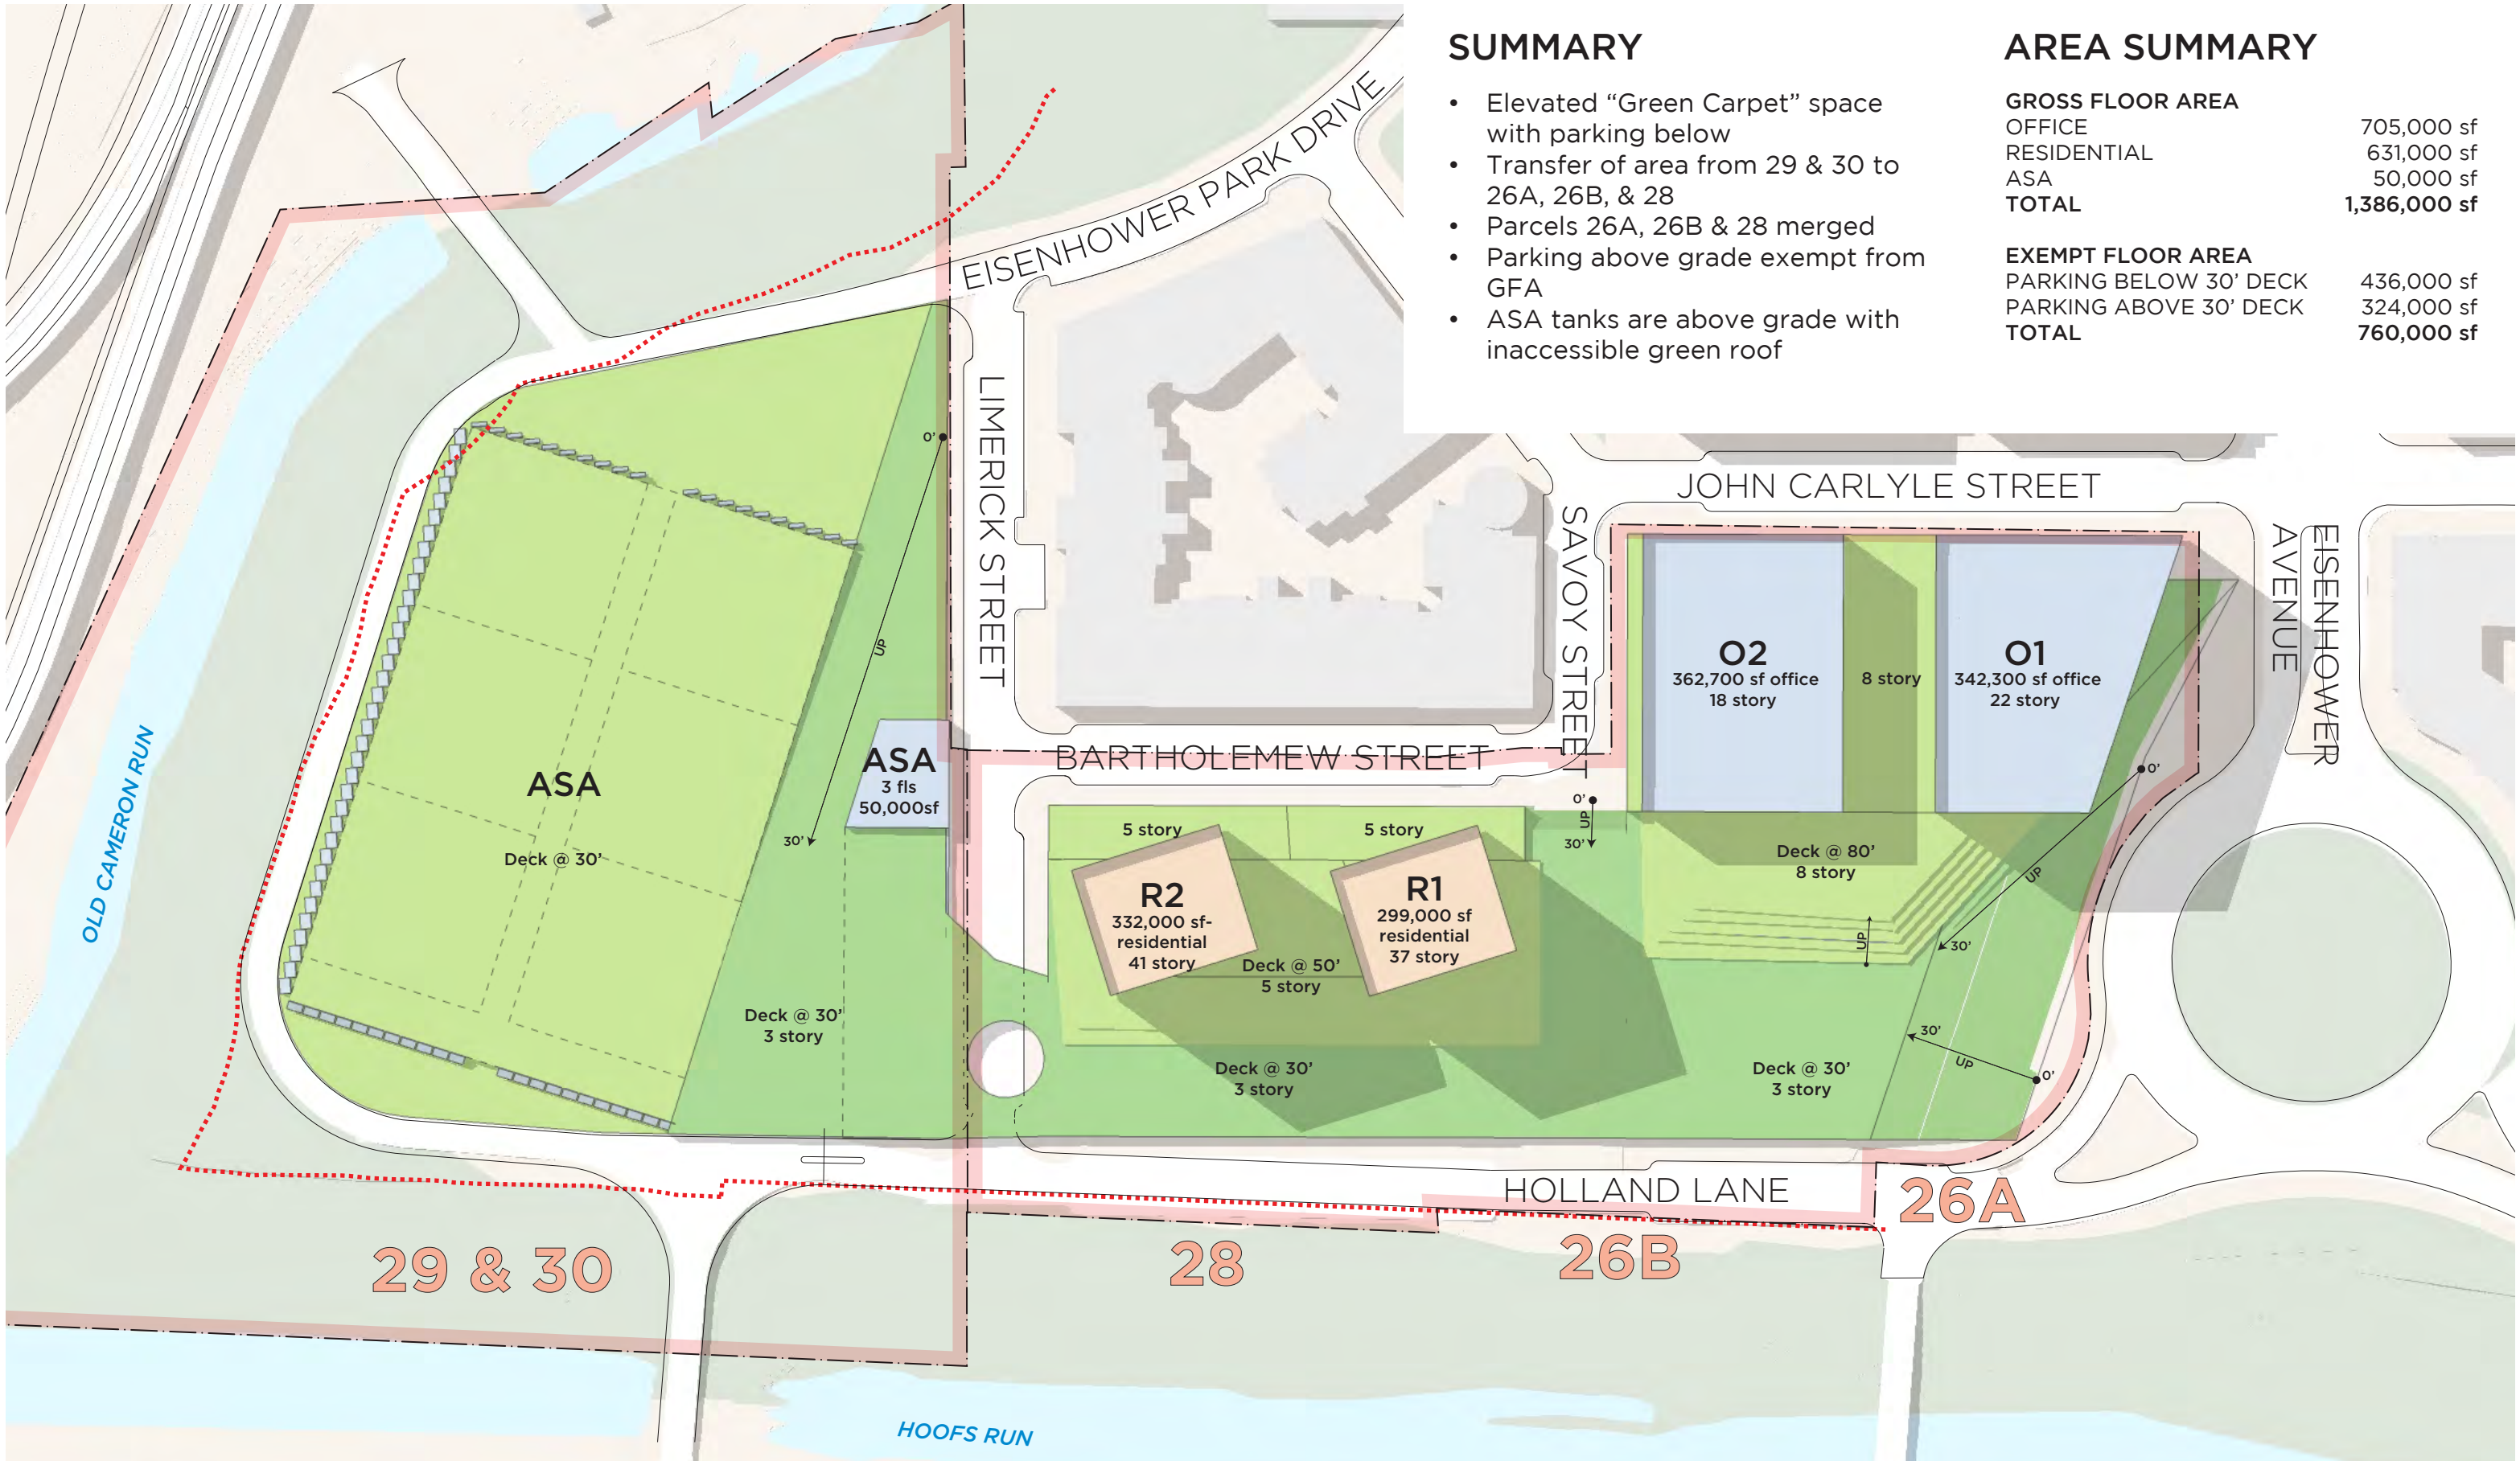 SUMMARY
• Elevated “Green Carpet” space
with parking below
• Transfer of area from 29 & 30 to
26A, 26B, & 28
• Parcels 26A, 26B & 28 merged
• Parking above grade exempt from
GFA
• ASA tanks are above grade with
inaccessible green roof
AREA SUMMARY
GROSS FLOOR AREA
OFFICE 705,000 sf
RESIDENTIAL 631,000 sf
ASA 50,000 sf
TOTAL 1,386,000 sf
EXEMPT FLOOR AREA
PARKING BELOW 30’ DECK 436,000 sf
PARKING ABOVE 30’ DECK 324,000 sf
TOTAL 760,000 sf
EISENHOWER PARK DRIVE
LIMERICK STREET
JOHN CARLYLE STREET
SAVOY STREET
EISENHOWER
AVENUE
BARTHOLEMEW STREET
HOLLAND LANE
OLD CAMERON RUN
HOOFS RUN
0’
UP
30’
ASA
Deck @ 30’
ASA
3 fls
50,000sf
Deck @ 30’
3 story
5 story
5 story
R2
332,000 sf-
residential
41 story
R1
299,000 sf
residential
37 story
Deck @ 50’
5 story
Deck @ 30’
3 story
0’
UP
30’
O2
362,700 sf office
18 story
8 story
O1
342,300 sf office
22 story
Deck @ 80’
8 story
UP
0’
UP
30’
30’
UP
0’
Deck @ 30’
3 story
29 & 30
28
26B
26A